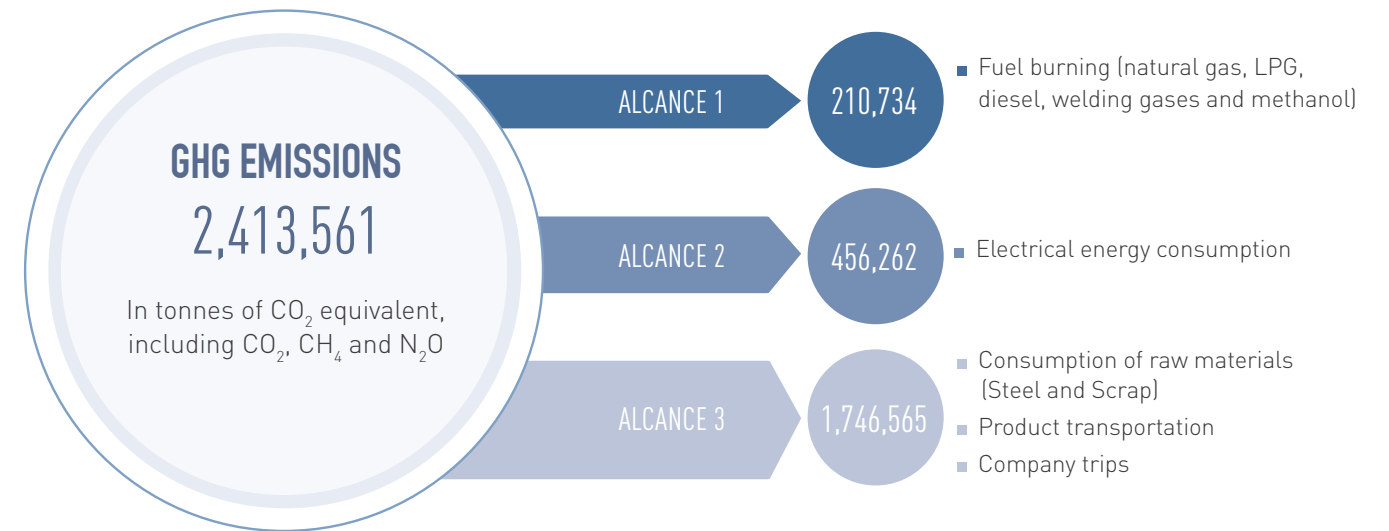 GHG EMISSIONS
2,413,561
In tonnes of CO₂ equivalent,
including CO₂, CH₄ and N₂O
ALCANCE 1
210,734
Fuel burning (natural gas, LPG,
diesel, welding gases and methanol)
ALCANCE 2
456,262
Electrical energy consumption
ALCANCE 3
1,746,565
Consumption of raw materials
(Steel and Scrap)
Product transportation
Company trips